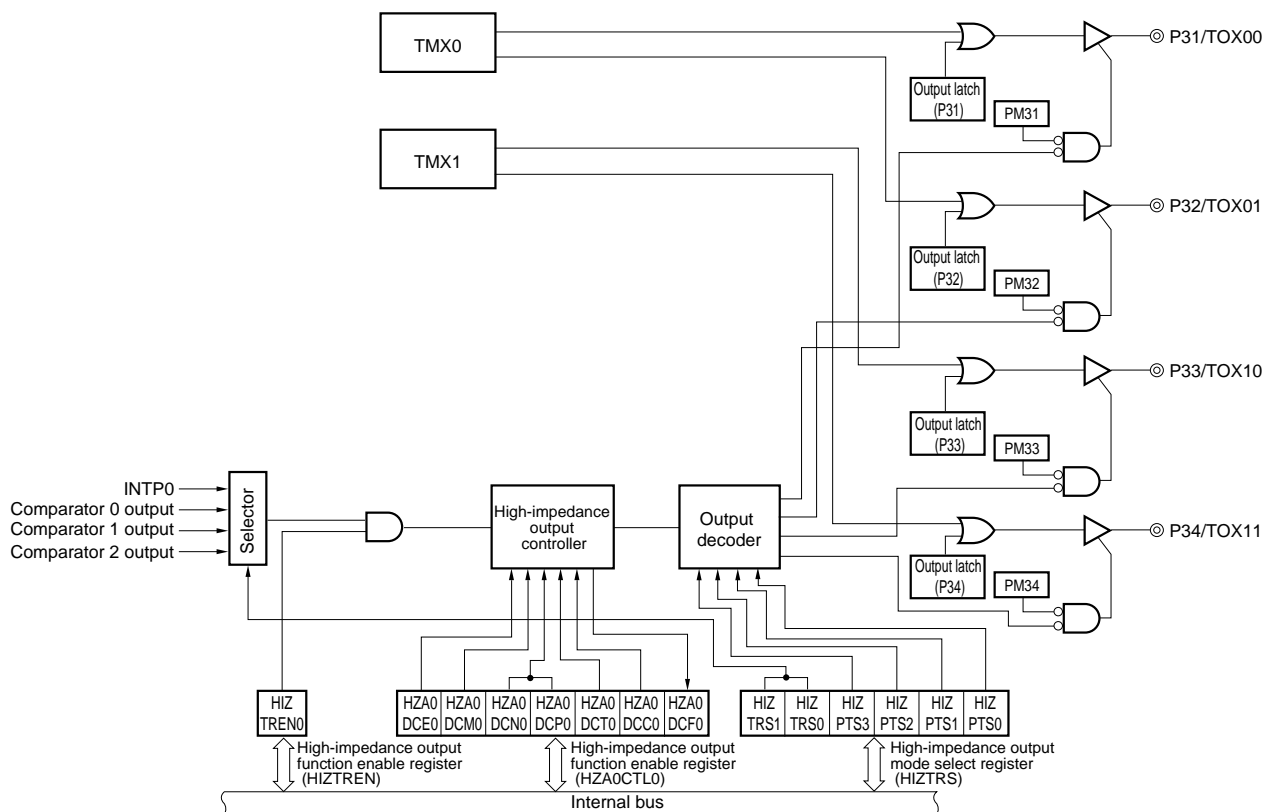 TMX0
P31/TOX00
Output latch
(P31)
PM31
TMX1
P32/TOX01
Output latch
(P32)
PM32
P33/TOX10
Output latch
(P33)
PM33
INTP0
Comparator 0 output
Comparator 1 output
Comparator 2 output
Selector
High-impedance
output
controller
Output
decoder
P34/TOX11
Output latch
(P34)
PM34
HIZ
TREN0
HZA0
DCE0
HZA0
DCM0
HZA0
DCN0
HZA0
DCP0
HZA0
DCT0
HZA0
DCC0
HZA0
DCF0
HIZ
TRS1
HIZ
TRS0
HIZ
PTS3
HIZ
PTS2
HIZ
PTS1
HIZ
PTS0
High-impedance output
function enable register
(HIZTREN)
High-impedance output
function enable register
(HZA0CTL0)
High-impedance output
mode select register
(HIZTRS)
Internal bus